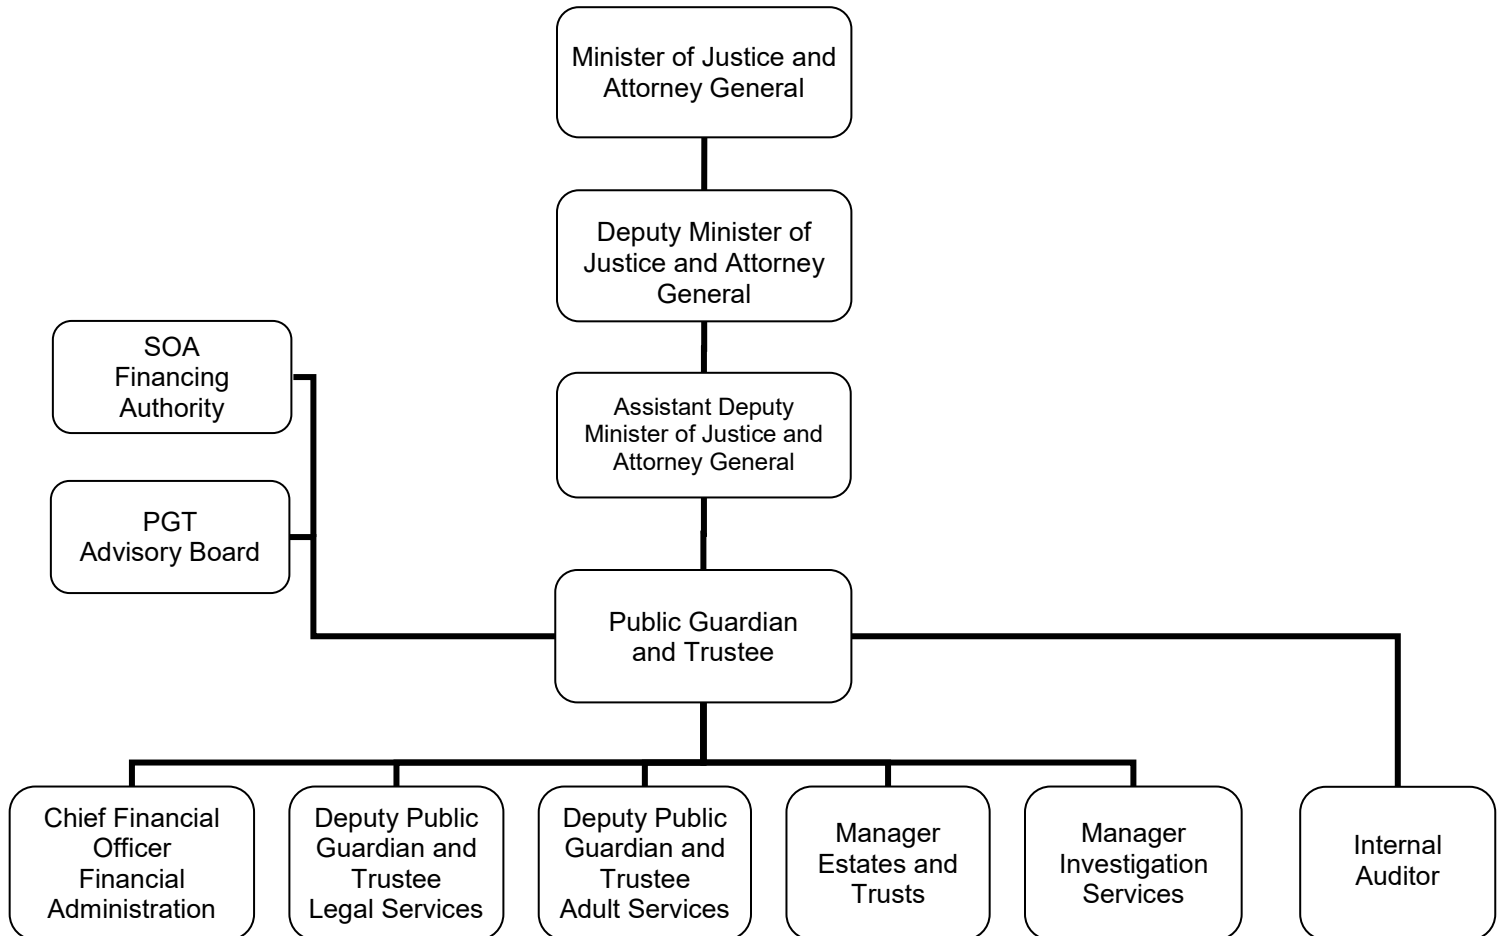 Minister of Justice and
Attorney General
Deputy Minister of
Justice and Attorney
General
SOA
Financing
Authority
Assistant Deputy
Minister of Justice and
Attorney General
PGT
Advisory Board
Public Guardian
and Trustee
Chief Financial
Officer
Financial
Administration
Deputy Public
Guardian and
Trustee
Legal Services
Deputy Public
Guardian and
Trustee
Adult Services
Manager
Estates and
Trusts
Manager
Investigation
Services
Internal
Auditor